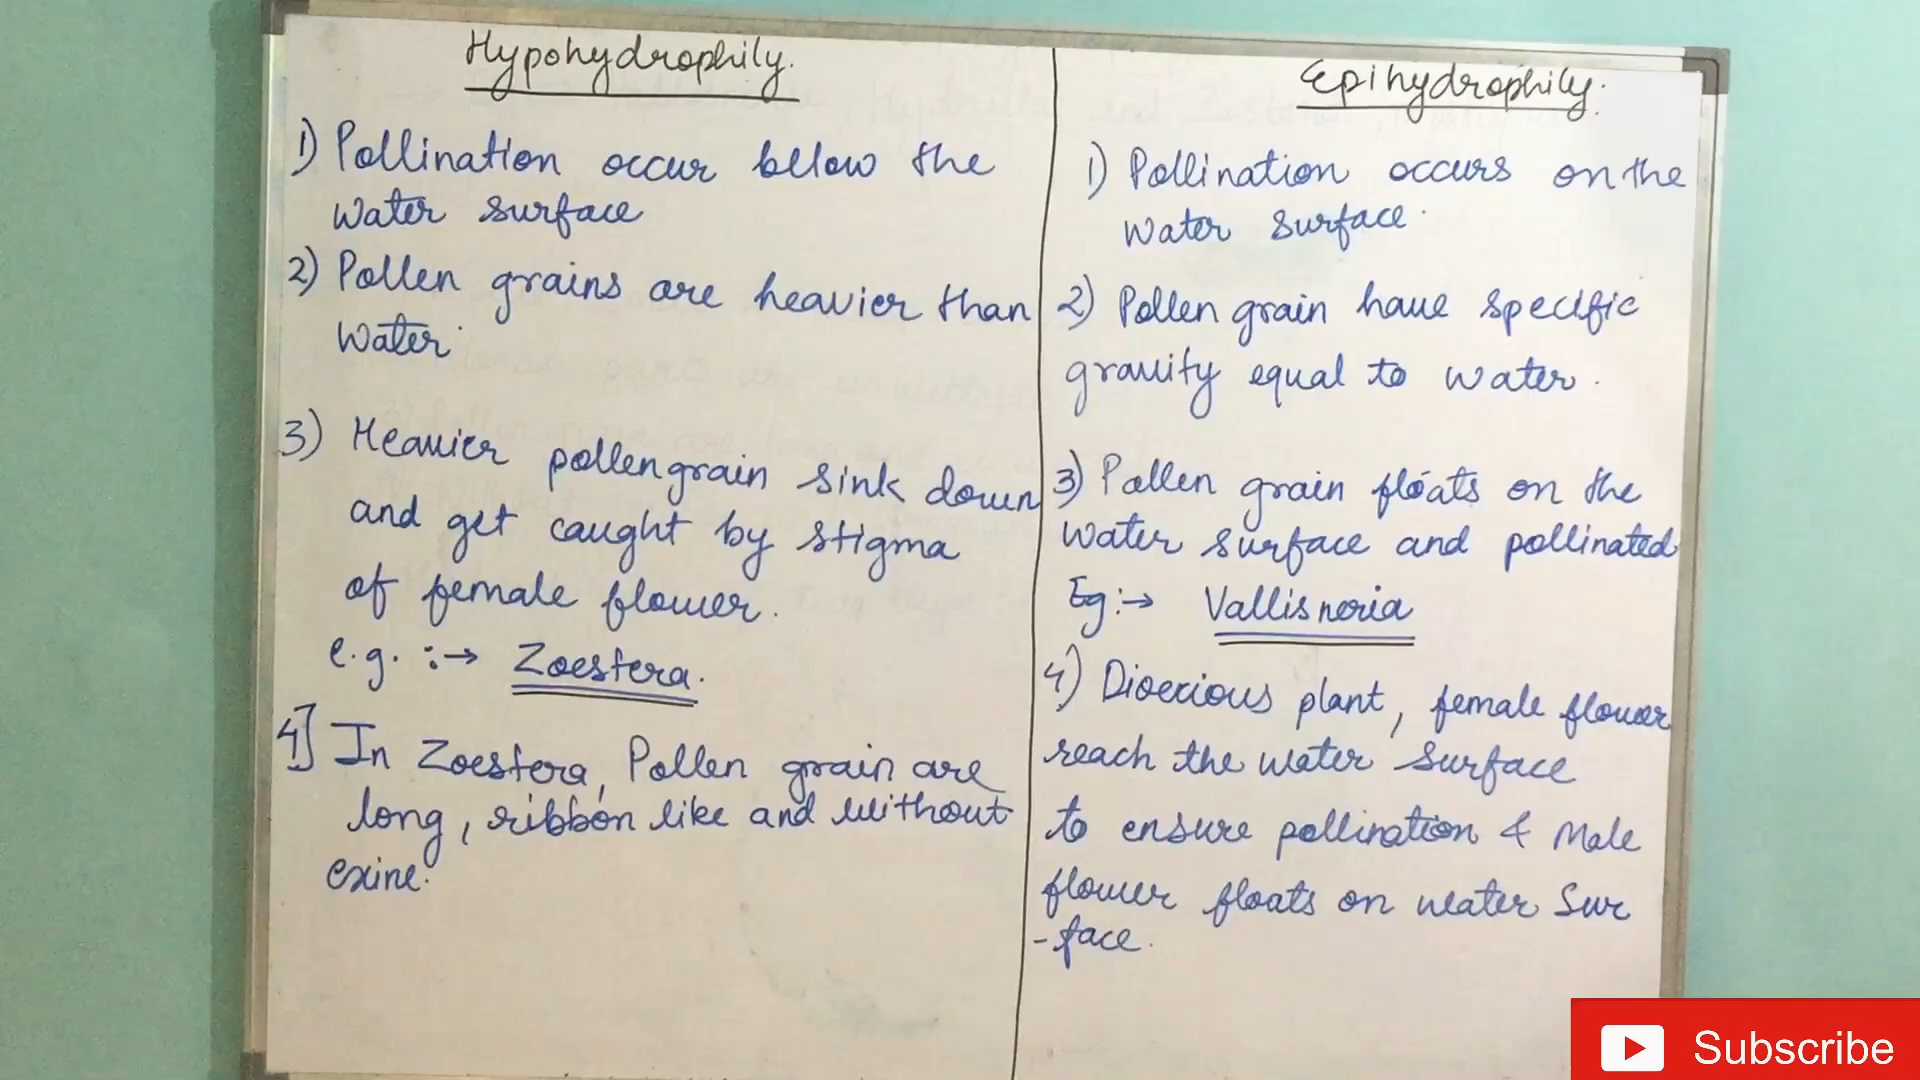 Hypohydrophily.
1) Pollination occur bllow the
water surface
2) Pollen grains are heavier than
water.
3) Heavier pollengrain sink down
and get caught by stigma
of female flower.
e.g. :→ Zoestera.
4] In Zoestera, Pollen grain are
long, ribbon like and without
exine.
Epihydrophily.
1) Pollination occurs on the
water surface.
2) Pollen grain have specific
gravity equal to water.
3) Pollen grain floats on the
water surface and pollinated
Eg:→ Vallisneria
4) Dioecious plant, female flower
reach the water surface
to ensure pollination & Male
flower floats on water Sur
-face.
Subscribe